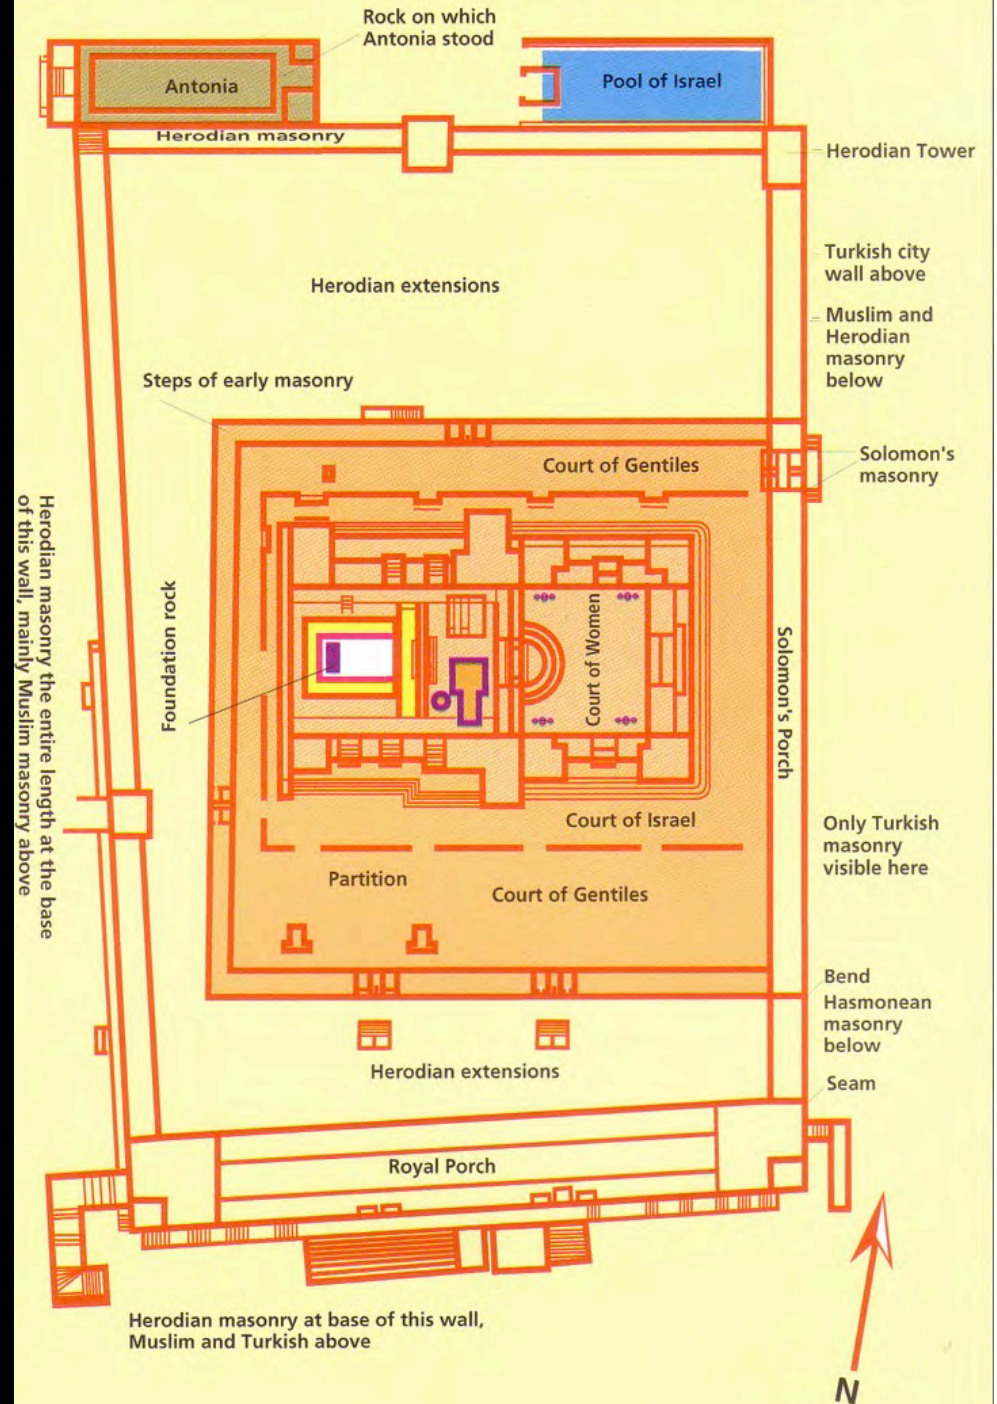 Rock on which
Antonia stood
Antonia
Pool of Israel
Herodian masonry
Herodian Tower
Turkish city
wall above
Herodian extensions
Muslim and
Herodian
masonry
below
Steps of early masonry
Court of Gentiles
Solomon's
masonry
Herodian masonry the entire length at the base
of this wall, mainly Muslim masonry above
Foundation rock
Court of Women
Solomon's Porch
Court of Israel
Only Turkish
masonry
visible here
Partition
Court of Gentiles
Bend
Hasmonean
masonry
below
Herodian extensions
Seam
Royal Porch
Herodian masonry at base of this wall,
Muslim and Turkish above
N